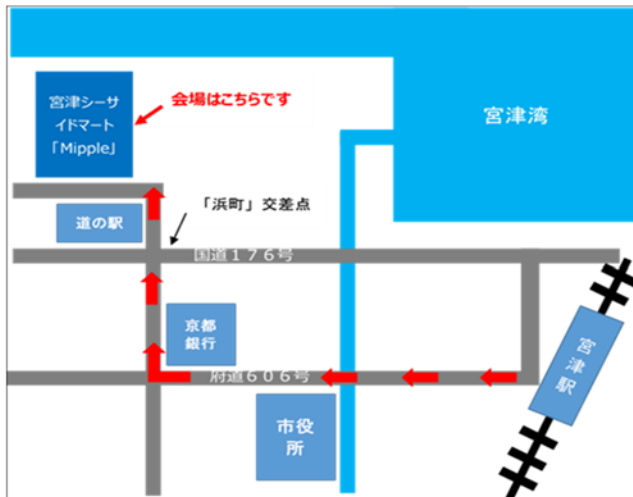 宮津シーサ
イドマート
「Mipple」
会場はこちらです
宮津湾
「浜町」交差点
道の駅
国道１７６号
京都
銀行
宮津駅
府道６０６号
市役
所